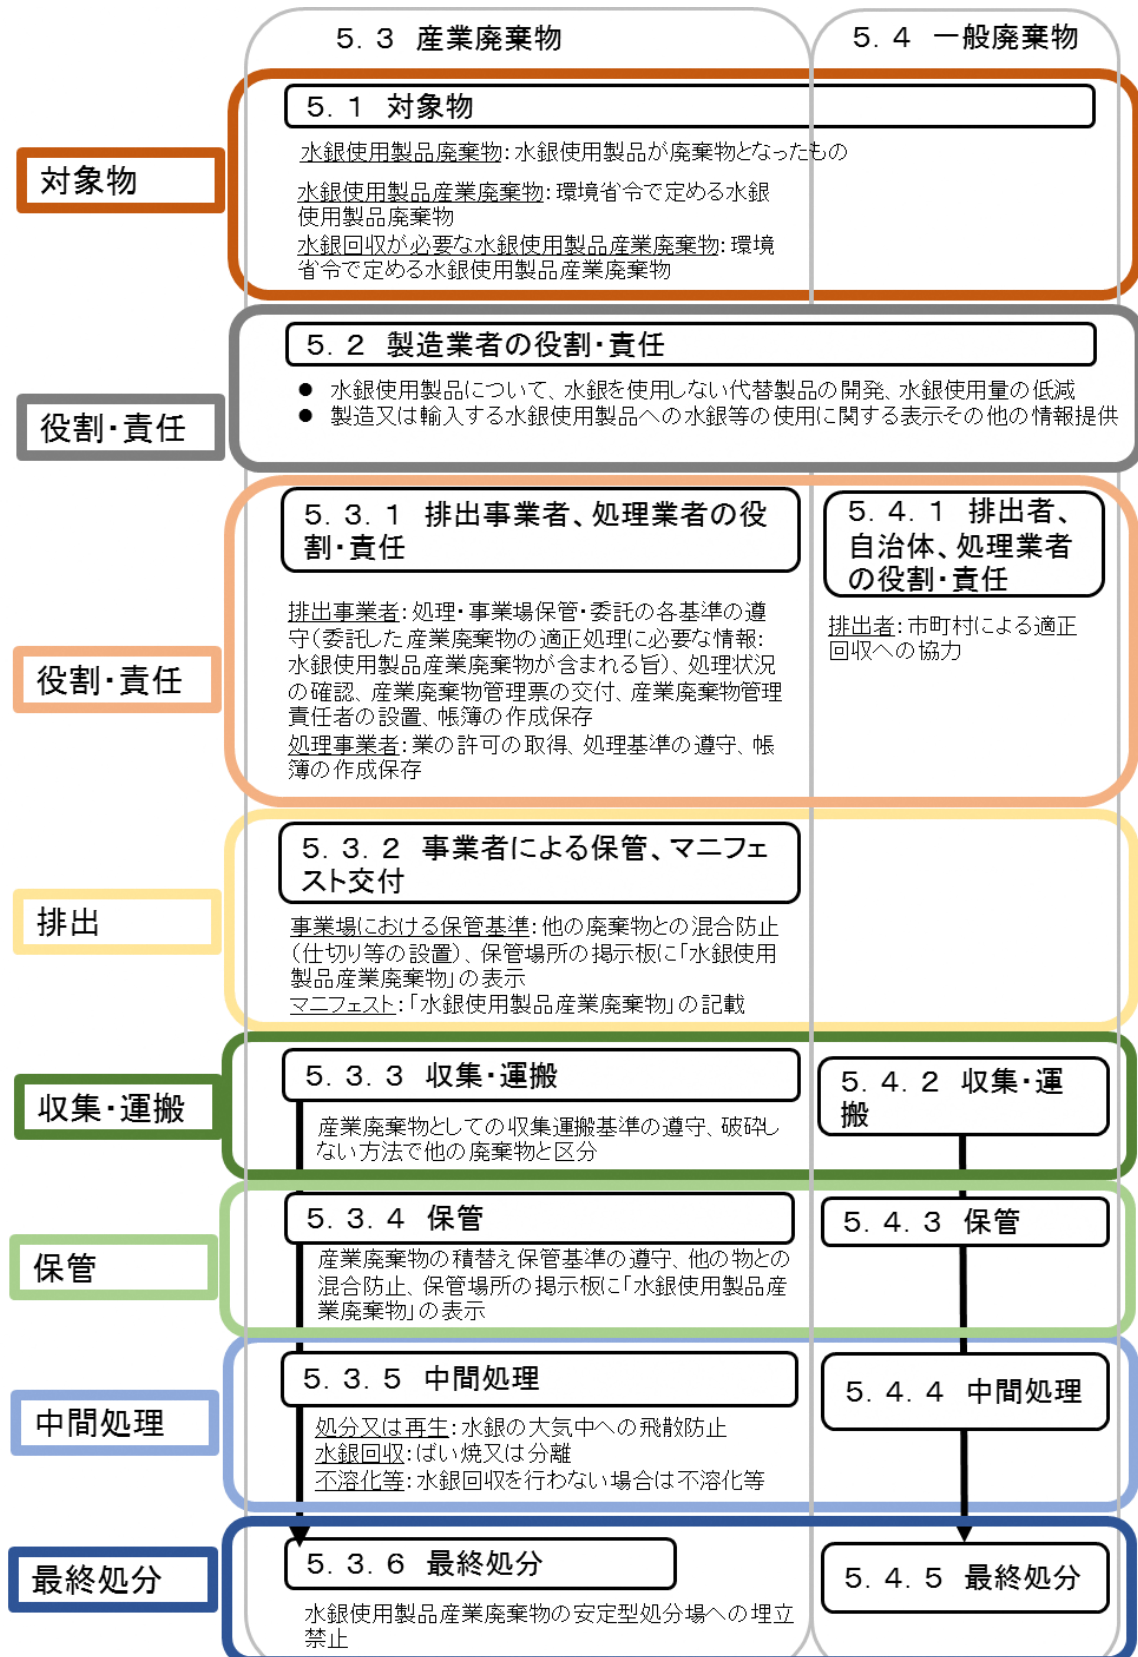 ５．３ 産業廃棄物
５．４ 一般廃棄物
対象物
５．１ 対象物
水銀使用製品廃棄物：水銀使用製品が廃棄物となったもの
水銀使用製品産業廃棄物：環境省令で定める水銀
使用製品廃棄物
水銀回収が必要な水銀使用製品産業廃棄物：環境
省令で定める水銀使用製品産業廃棄物
役割・責任
５．２ 製造業者の役割・責任
● 水銀使用製品について、水銀を使用しない代替製品の開発、水銀使用量の低減
● 製造又は輸入する水銀使用製品への水銀等の使用に関する表示その他の情報提供
役割・責任
５．３．１ 排出事業者、処理業者の役
割・責任
排出事業者：処理・事業場保管・委託の各基準の遵
守（委託した産業廃棄物の適正処理に必要な情報：
水銀使用製品産業廃棄物が含まれる旨）、処理状況
の確認、産業廃棄物管理票の交付、産業廃棄物管理
責任者の設置、帳簿の作成保存
処理事業者：業の許可の取得、処理基準の遵守、帳
簿の作成保存
５．４．１ 排出者、
自治体、処理業者
の役割・責任
排出者：市町村による適正
回収への協力
排出
５．３．２ 事業者による保管、マニフェ
スト交付
事業場における保管基準：他の廃棄物との混合防止
（仕切り等の設置）、保管場所の掲示板に「水銀使用
製品産業廃棄物」の表示
マニフェスト：「水銀使用製品産業廃棄物」の記載
収集・運搬
５．３．３ 収集・運搬
産業廃棄物としての収集運搬基準の遵守、破砕し
ない方法で他の廃棄物と区分
５．４．２ 収集・運
搬
保管
５．３．４ 保管
産業廃棄物の積替え保管基準の遵守、他の物との
混合防止、保管場所の掲示板に「水銀使用製品産
業廃棄物」の表示
５．４．３ 保管
中間処理
５．３．５ 中間処理
処分又は再生：水銀の大気中への飛散防止
水銀回収：ばい焼又は分離
不溶化等：水銀回収を行わない場合は不溶化等
５．４．４ 中間処理
最終処分
５．３．６ 最終処分
水銀使用製品産業廃棄物の安定型処分場への埋立
禁止
５．４．５ 最終処分